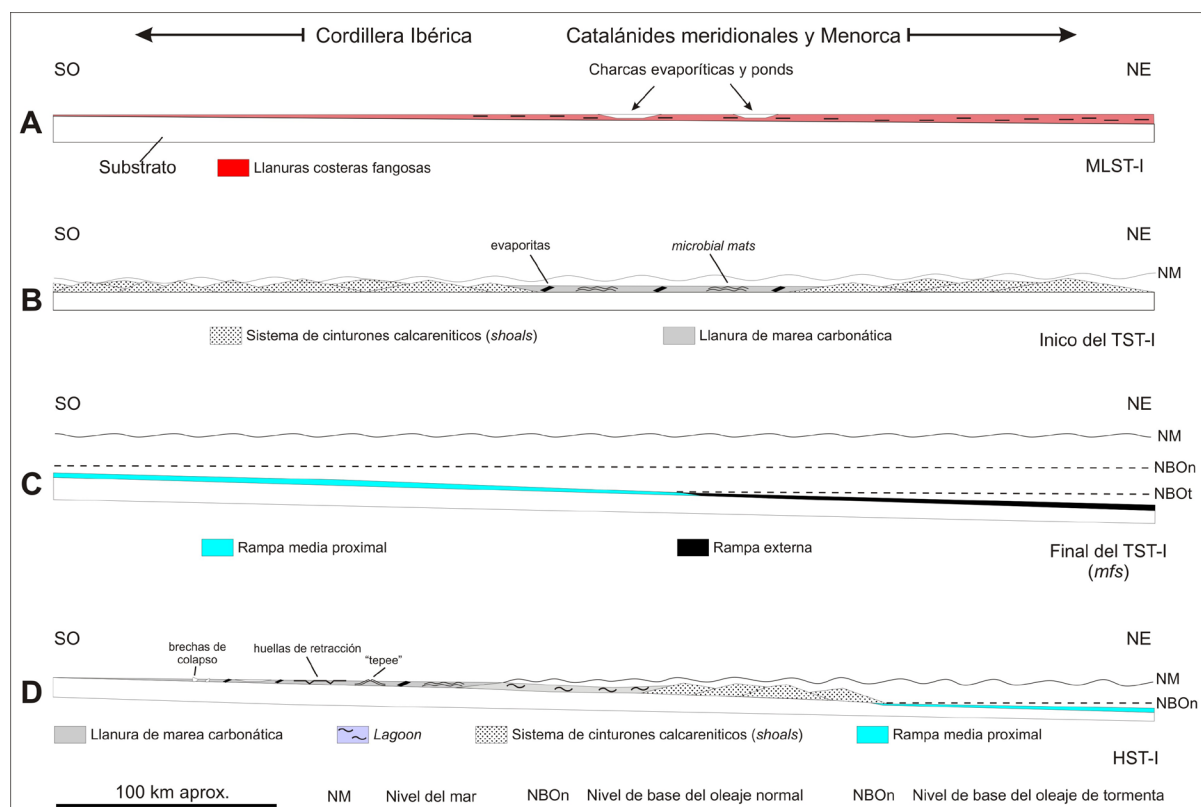 Cordillera Ibérica Catalánides meridionales y Menorca
SO NE
Charcas evaporíticas y ponds
A
Substrato
Llanuras costeras fangosas
MLST-I
SO NE
evaporitas microbial mats
NM
B
Sistema de cinturones calcareniticos (shoals) Llanura de marea carbonática
Inico del TST-I
SO NE
NM
NBOn
C
NBOt
Rampa media proximal Rampa externa
Final del TST-I
(mfs)
SO NE
brechas de
colapso
huellas de retracción
“tepee”
NM
D
NBOn
Llanura de marea carbonática Lagoon Sistema de cinturones calcareniticos (shoals) Rampa media proximal
HST-I
100 km aprox. NM Nivel del mar NBOn Nivel de base del oleaje normal NBOn Nivel de base del oleaje de tormenta